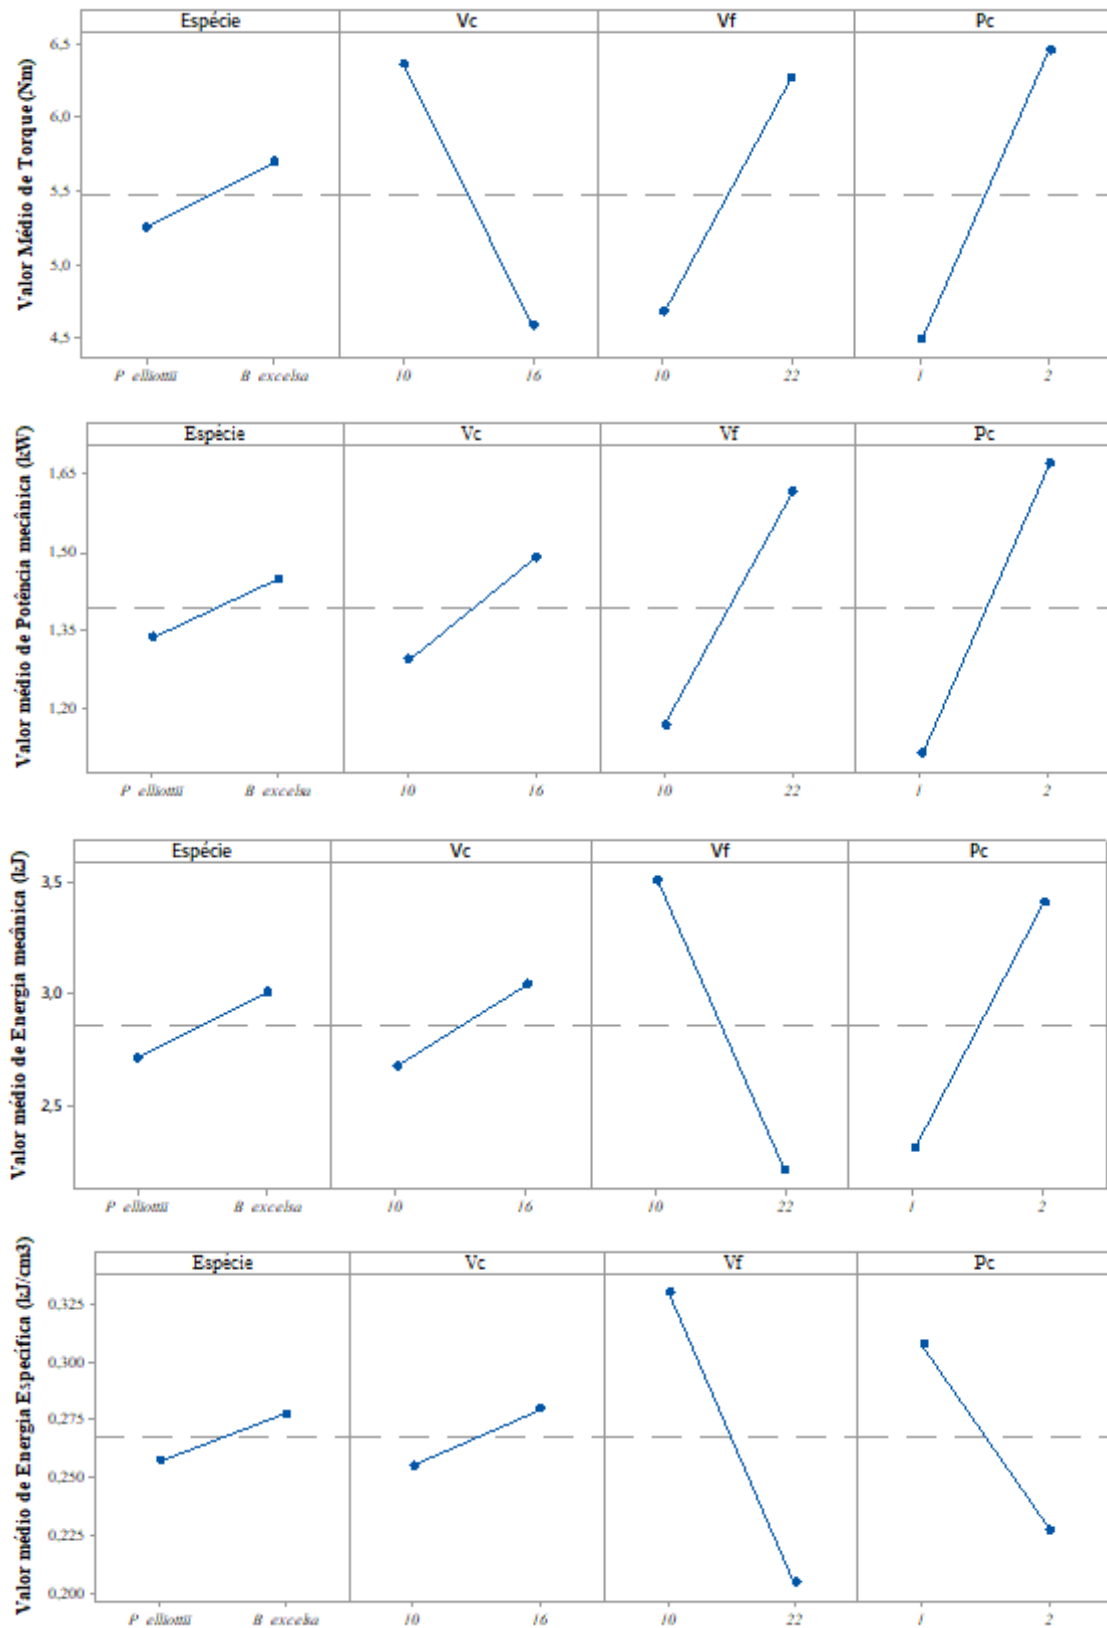 Espécie Vc Vf Pc
Valor Médio de Torque (Nm)
6,5
6,0
5,5
5,0
4,5
P elliottii B excelsa 10 16 10 22 1 2
Espécie Vc Vf Pc
Valor médio de Potência mecânica (kW)
1,65
1,50
1,35
1,20
P elliottii B excelsa 10 16 10 22 1 2
Espécie Vc Vf Pc
Valor médio de Energia mecânica (kJ)
3,5
3,0
2,5
P elliottii B excelsa 10 16 10 22 1 2
Espécie Vc Vf Pc
Valor médio de Energia Específica (kJ/cm3)
0,325
0,300
0,275
0,250
0,225
0,200
P elliottii B excelsa 10 16 10 22 1 2